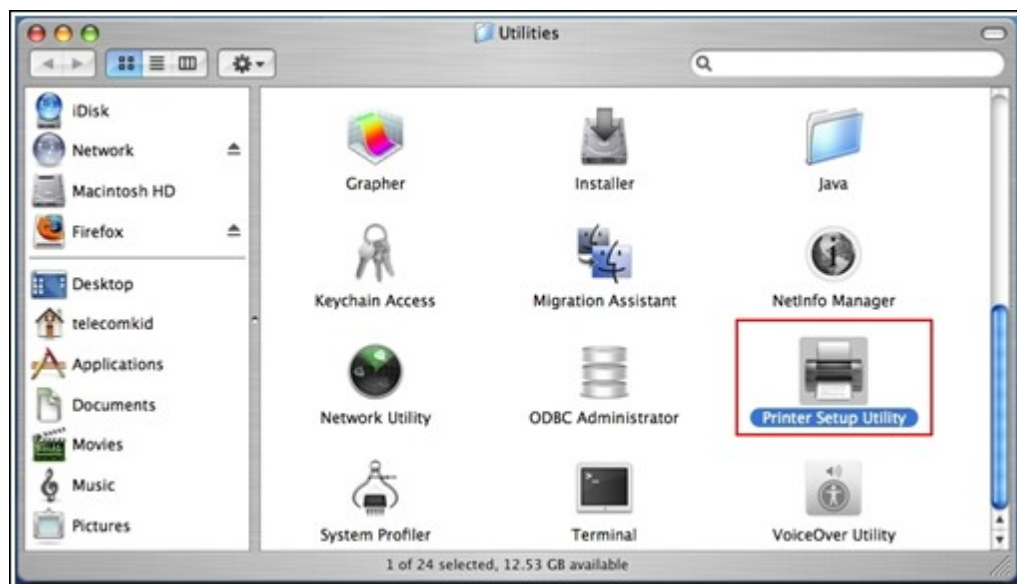 Utilities
iDisk
Network
Macintosh HD
Firefox
Desktop
telecomkid
Applications
Documents
Movies
Music
Pictures
Grapher
Installer
Java
Keychain Access
Migration Assistant
NetInfo Manager
Network Utility
ODBC Administrator
Printer Setup Utility
System Profiler
Terminal
VoiceOver Utility
1 of 24 selected, 12.53 GB available